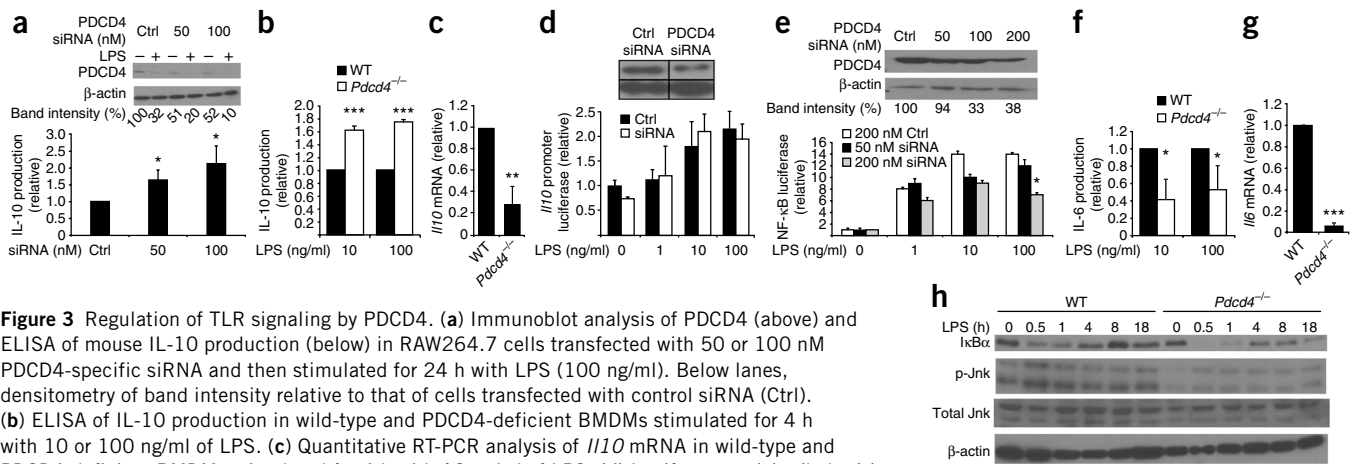 a
PDCD4 siRNA (nM) Ctrl 50 100
LPS – + – + – +
PDCD4
β-actin
Band intensity (%) 100 32 51 20 52 10
IL-10 production (relative)
3.0
2.5
2.0
1.5
1.0
0.5
0
* *
siRNA (nM) Ctrl 50 100
b
WT
Pdcd4–/–
IL-10 production (relative)
2.0
1.8
1.6
1.4
1.2
1.0
0.8
0.6
0.4
0.2
0
*** ***
LPS (ng/ml) 10 100
c
Il10 mRNA (relative)
1.2
1.0
0.8
0.6
0.4
0.2
0
**
WT
Pdcd4–/–
d
Ctrl siRNA PDCD4 siRNA
Ctrl
siRNA
Il10 promoter luciferase (relative)
2.5
2.0
1.5
1.0
0.5
0
LPS (ng/ml) 0 1 10 100
e
PDCD4 siRNA (nM) Ctrl 50 100 200
PDCD4
β-actin
Band intensity (%) 100 94 33 38
200 nM Ctrl
50 nM siRNA
200 nM siRNA
NF-κB luciferase (relative)
16
14
12
10
8
6
4
2
*
LPS (ng/ml) 0 1 10 100
f
WT
Pdcd4–/–
IL-6 production (relative)
1.2
1.0
0.8
0.6
0.4
0.2
0
* *
LPS (ng/ml) 10 100
g
Il6 mRNA (relative)
1.2
1.0
0.8
0.6
0.4
0.2
0
***
WT
Pdcd4–/–
Figure 3 Regulation of TLR signaling by PDCD4. (a) Immunoblot analysis of PDCD4 (above) and
ELISA of mouse IL-10 production (below) in RAW264.7 cells transfected with 50 or 100 nM
PDCD4-specific siRNA and then stimulated for 24 h with LPS (100 ng/ml). Below lanes,
densitometry of band intensity relative to that of cells transfected with control siRNA (Ctrl).
(b) ELISA of IL-10 production in wild-type and PDCD4-deficient BMDMs stimulated for 4 h
with 10 or 100 ng/ml of LPS. (c) Quantitative RT-PCR analysis of Il10 mRNA in wild-type and
h
WT Pdcd4–/–
LPS (h) 0 0.5 1 4 8 18 0 0.5 1 4 8 18
IκBα
p-Jnk
Total Jnk
β-actin